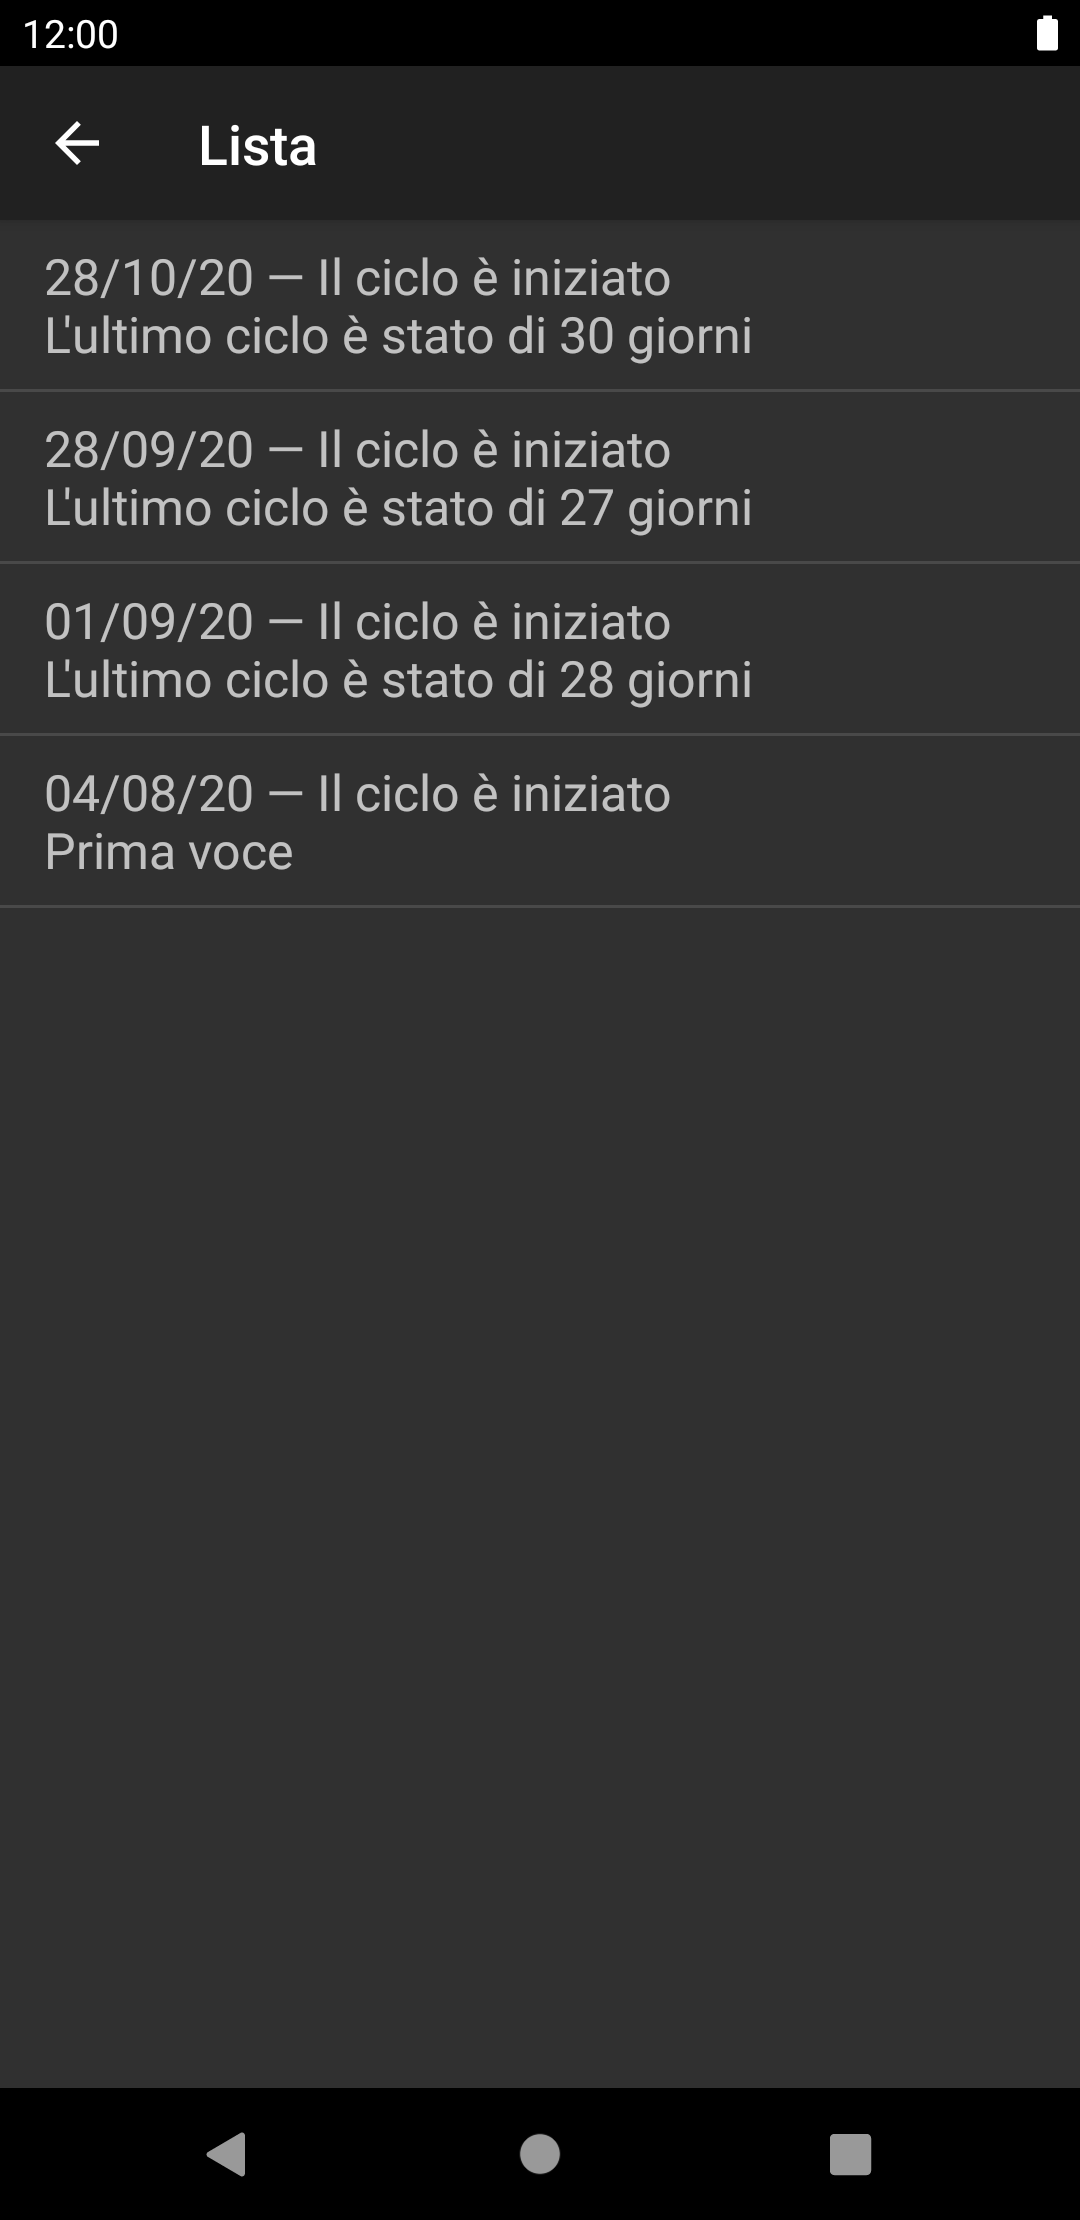 12:00
Lista
28/10/20 — Il ciclo è iniziato
L'ultimo ciclo è stato di 30 giorni
28/09/20 — Il ciclo è iniziato
L'ultimo ciclo è stato di 27 giorni
01/09/20 — Il ciclo è iniziato
L'ultimo ciclo è stato di 28 giorni
04/08/20 — Il ciclo è iniziato
Prima voce